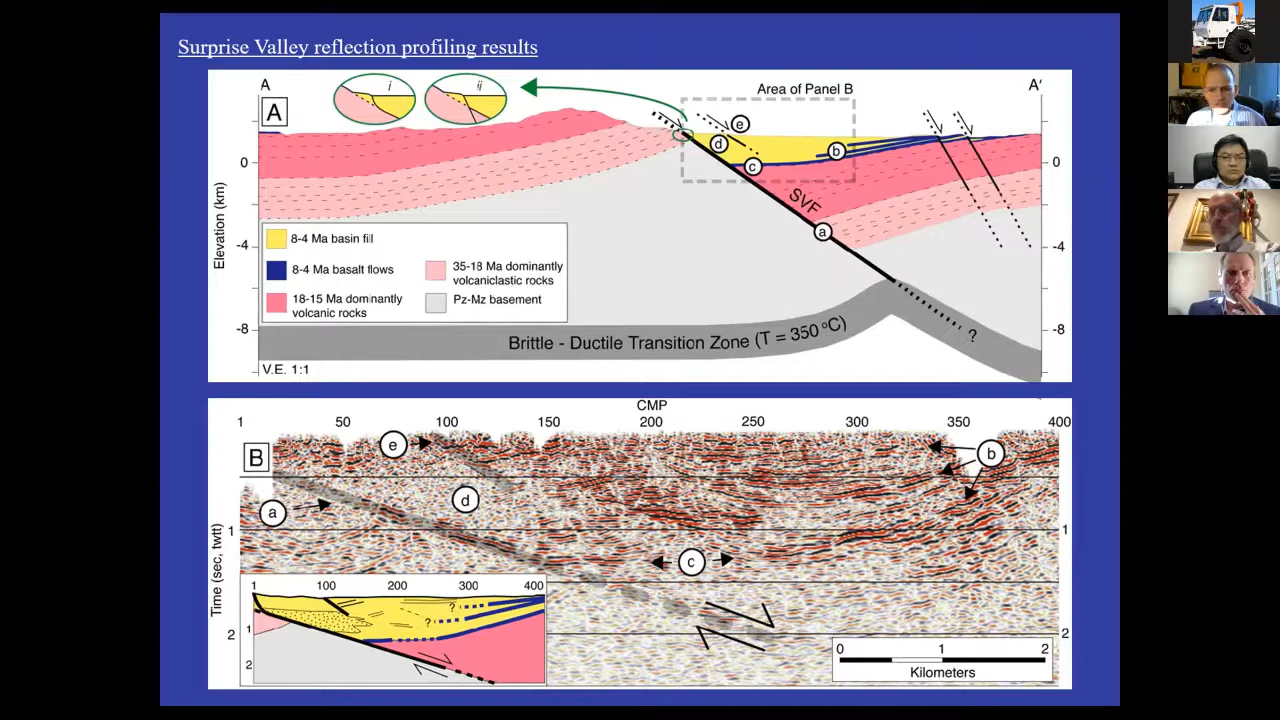 Surprise Valley reflection profiling results
A
A'
A
i
ii
Area of Panel B
e
d
c
b
SVF
a
0
-4
-8
Elevation (km)
0
-4
-8
8-4 Ma basin fill
8-4 Ma basalt flows
18-15 Ma dominantly
volcanic rocks
35-18 Ma dominantly
volcaniclastic rocks
Pz-Mz basement
Brittle - Ductile Transition Zone (T = 350 °C)
?
V.E. 1:1
CMP
1 50 100 150 200 250 300 350 400
B
e
b
d
a
c
Time (sec, twtt)
1
2
1
2
1 100 200 300 400
1
2
?
?
0 1 2
Kilometers